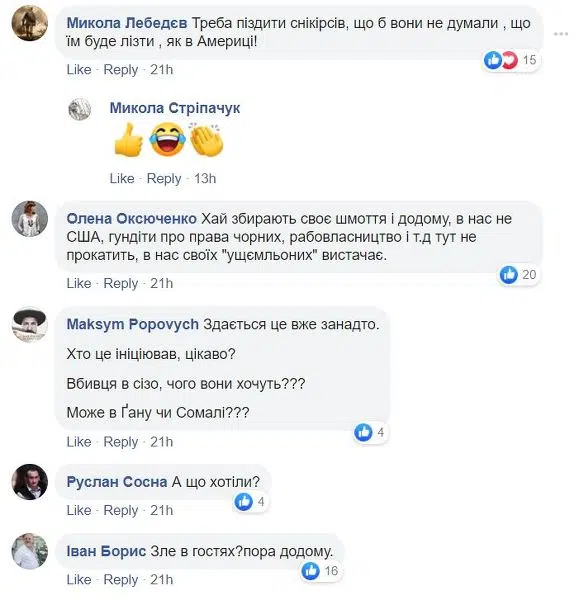 Микола Лебедєв Треба піздити снікірсів, що б вони не думали , що
їм буде лізти , як в Америці!
15
Like · Reply · 21h
Микола Стріпачук
👍😂👏
Like · Reply · 13h
Олена Оксюченко Хай збирають своє шмоття і додому, в нас не
США, гундіти про права чорних, рабовласництво і т.д тут не
прокатить, в нас своїх "ущємльоних" вистачає.
20
Like · Reply · 21h
Maksym Popovych Здається це вже занадто.
Хто це ініціював, цікаво?
Вбивця в сізо, чого вони хочуть???
Може в Ґану чи Сомалі???
4
Like · Reply · 21h
Руслан Сосна А що хотіли?
4
Like · Reply · 21h
Іван Борис Зле в гостях?пора додому.
16
Like · Reply · 21h